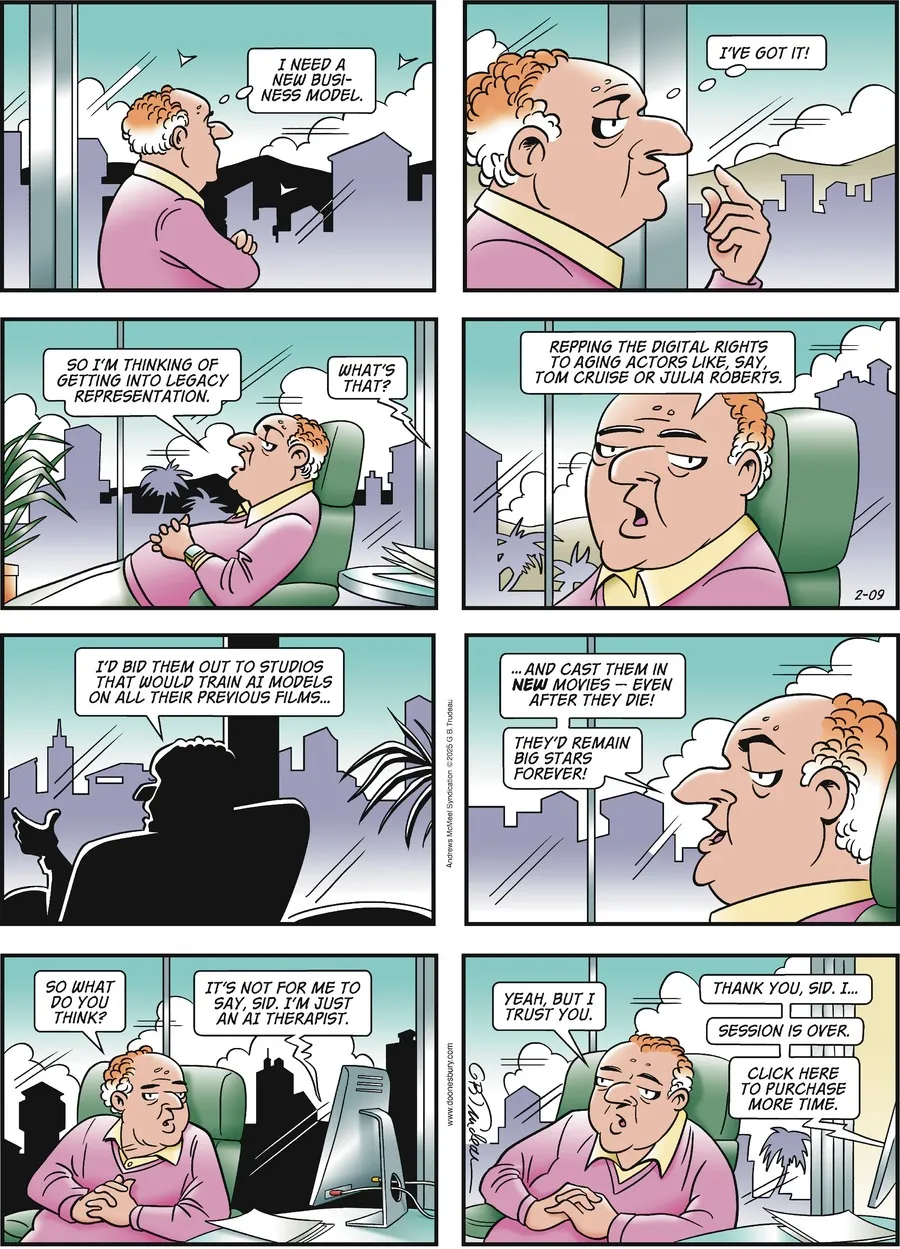 I NEED A
NEW BUSI-
NESS MODEL.
I'VE GOT IT!
SO I'M THINKING OF
GETTING INTO LEGACY
REPRESENTATION.
WHAT'S
THAT?
REPPING THE DIGITAL RIGHTS
TO AGING ACTORS LIKE, SAY,
TOM CRUISE OR JULIA ROBERTS.
2-09
I'D BID THEM OUT TO STUDIOS
THAT WOULD TRAIN AI MODELS
ON ALL THEIR PREVIOUS FILMS...
Andrews McMeel Syndication © 2025 G B Trudeau
...AND CAST THEM IN
NEW MOVIES — EVEN
AFTER THEY DIE!
THEY'D REMAIN
BIG STARS
FOREVER!
SO WHAT
DO YOU
THINK?
IT'S NOT FOR ME TO
SAY, SID. I'M JUST
AN AI THERAPIST.
www.doonesbury.com
GBTrudeau
YEAH, BUT I
TRUST YOU.
THANK YOU, SID. I...
SESSION IS OVER.
CLICK HERE
TO PURCHASE
MORE TIME.